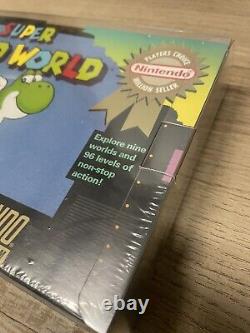 SUPER
WORLD
PLAYERS CHOICE
Nintendo
MILLION SELLER
Explore nine
worlds and
96 levels of
non-stop
action!